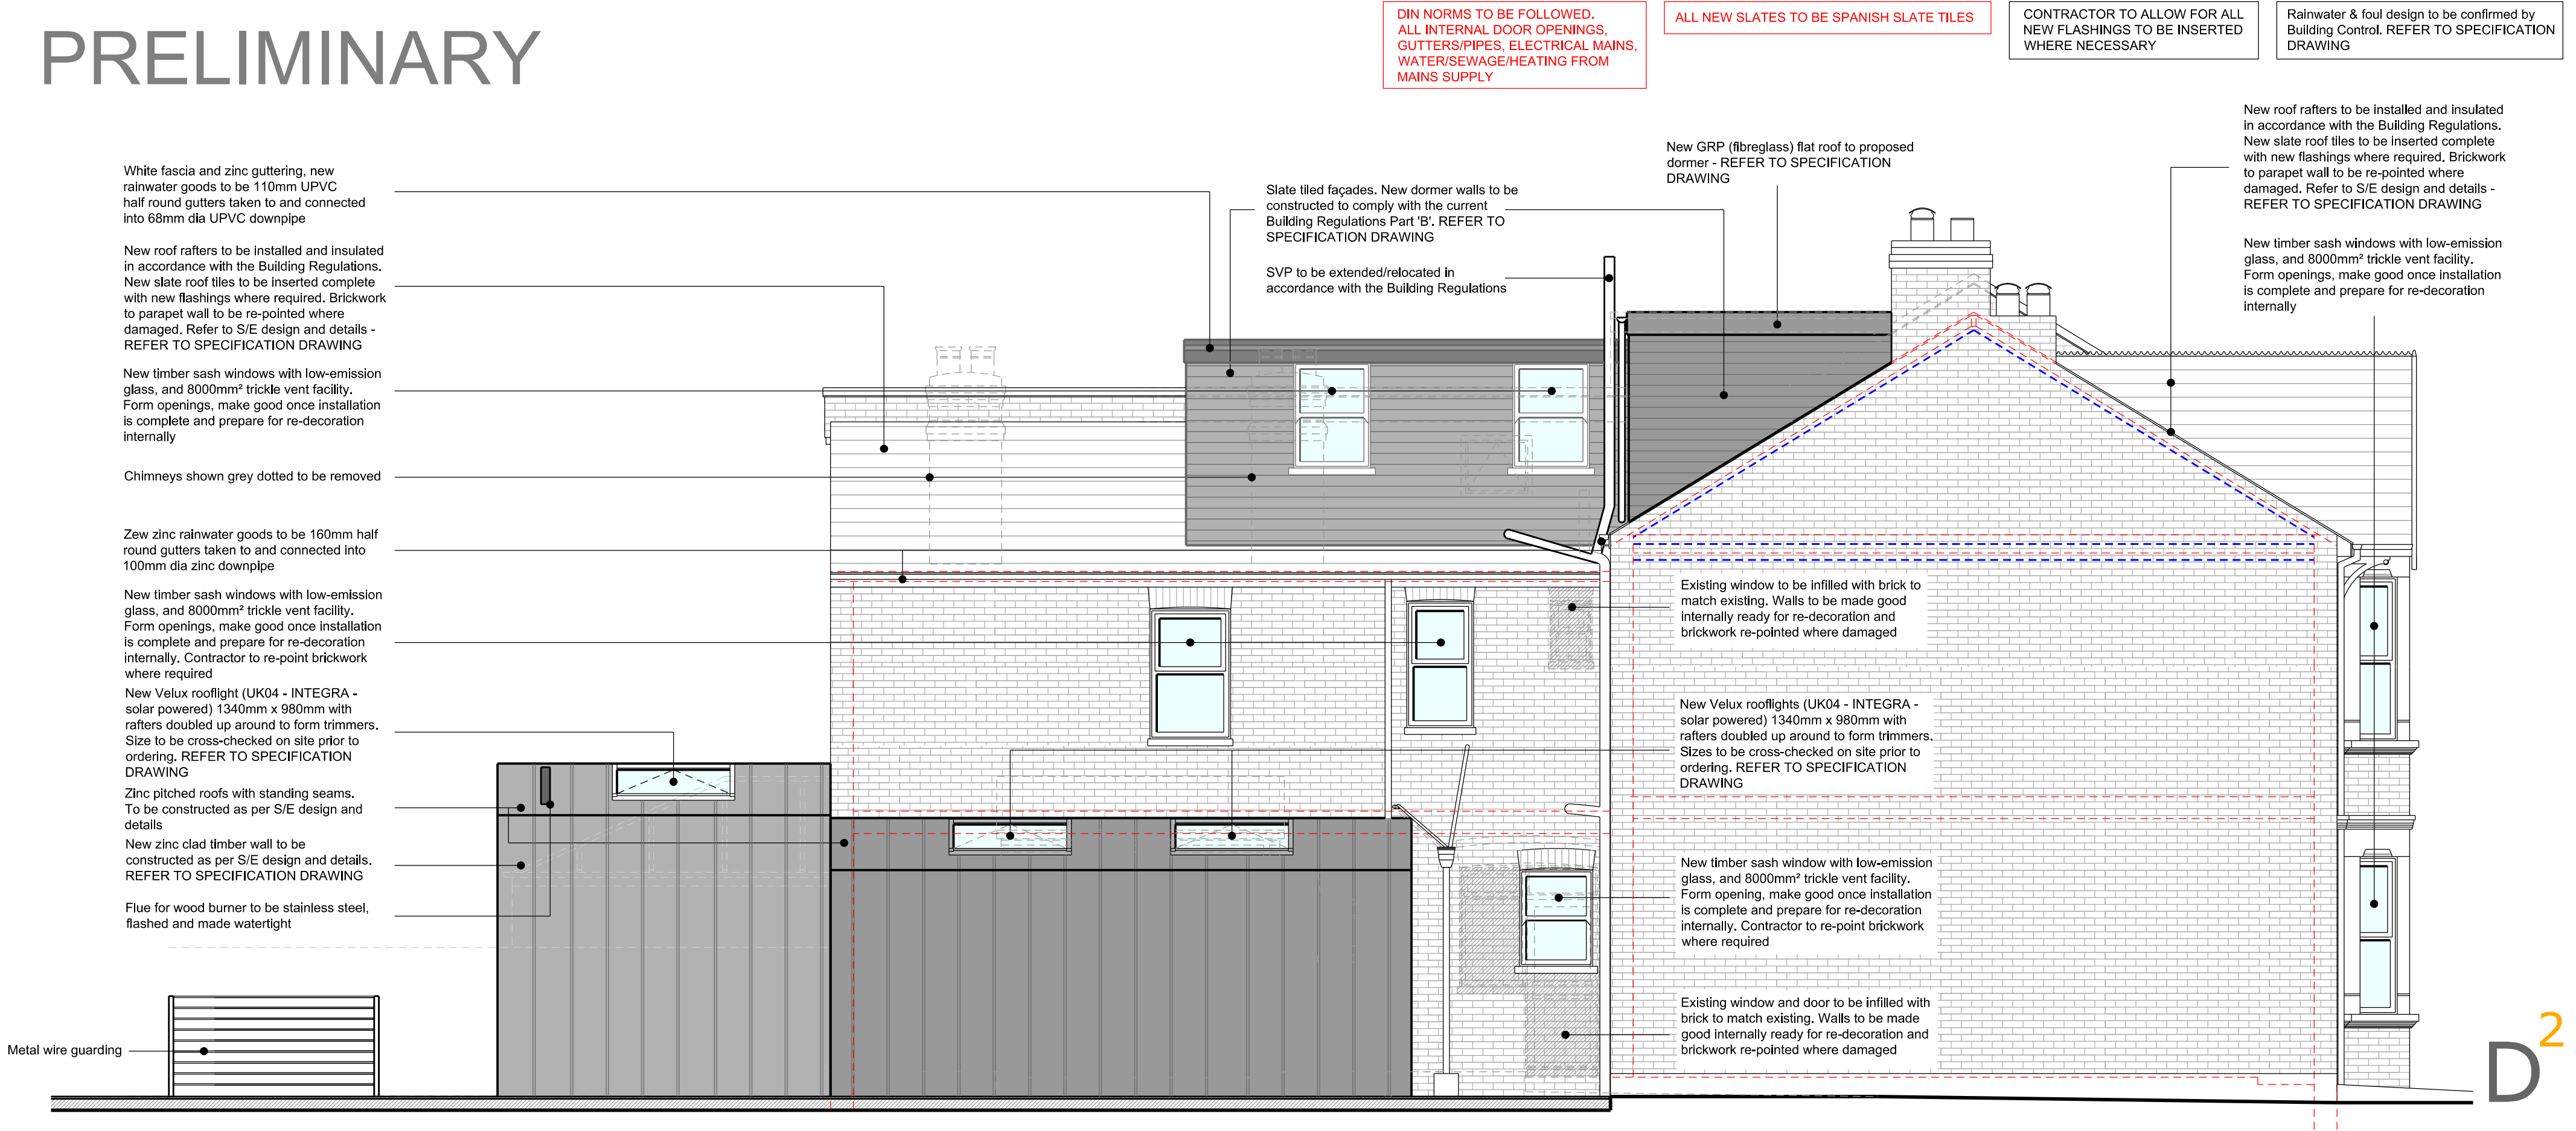 PRELIMINARY
DIN NORMS TO BE FOLLOWED.
ALL INTERNAL DOOR OPENINGS,
GUTTERS/PIPES, ELECTRICAL MAINS,
WATER/SEWAGE/HEATING FROM
MAINS SUPPLY
ALL NEW SLATES TO BE SPANISH SLATE TILES
CONTRACTOR TO ALLOW FOR ALL
NEW FLASHINGS TO BE INSERTED
WHERE NECESSARY
Rainwater & foul design to be confirmed by
Building Control. REFER TO SPECIFICATION
DRAWING
White fascia and zinc guttering, new
rainwater goods to be 110mm UPVC
half round gutters taken to and connected
into 68mm dia UPVC downpipe
New roof rafters to be installed and insulated
in accordance with the Building Regulations.
New slate roof tiles to be inserted complete
with new flashings where required. Brickwork
to parapet wall to be re-pointed where
damaged. Refer to S/E design and details -
REFER TO SPECIFICATION DRAWING
New timber sash windows with low-emission
glass, and 8000mm² trickle vent facility.
Form openings, make good once installation
is complete and prepare for re-decoration
internally
Chimneys shown grey dotted to be removed
Zew zinc rainwater goods to be 160mm half
round gutters taken to and connected into
100mm dia zinc downpipe
New timber sash windows with low-emission
glass, and 8000mm² trickle vent facility.
Form openings, make good once installation
is complete and prepare for re-decoration
internally. Contractor to re-point brickwork
where required
New Velux rooflight (UK04 - INTEGRA -
solar powered) 1340mm x 980mm with
rafters doubled up around to form trimmers.
Size to be cross-checked on site prior to
ordering. REFER TO SPECIFICATION
DRAWING
Zinc pitched roofs with standing seams.
To be constructed as per S/E design and
details
New zinc clad timber wall to be
constructed as per S/E design and details.
REFER TO SPECIFICATION DRAWING
Flue for wood burner to be stainless steel,
flashed and made watertight
Metal wire guarding
Slate tiled façades. New dormer walls to be
constructed to comply with the current
Building Regulations Part 'B'. REFER TO
SPECIFICATION DRAWING
SVP to be extended/relocated in
accordance with the Building Regulations
New GRP (fibreglass) flat roof to proposed
dormer - REFER TO SPECIFICATION
DRAWING
Existing window to be infilled with brick to
match existing. Walls to be made good
internally ready for re-decoration and
brickwork re-pointed where damaged
New Velux rooflights (UK04 - INTEGRA -
solar powered) 1340mm x 980mm with
rafters doubled up around to form trimmers.
Sizes to be cross-checked on site prior to
ordering. REFER TO SPECIFICATION
DRAWING
New timber sash window with low-emission
glass, and 8000mm² trickle vent facility.
Form opening, make good once installation
is complete and prepare for re-decoration
internally. Contractor to re-point brickwork
where required
Existing window and door to be infilled with
brick to match existing. Walls to be made
good internally ready for re-decoration and
brickwork re-pointed where damaged
New roof rafters to be installed and insulated
in accordance with the Building Regulations.
New slate roof tiles to be inserted complete
with new flashings where required. Brickwork
to parapet wall to be re-pointed where
damaged. Refer to S/E design and details -
REFER TO SPECIFICATION DRAWING
New timber sash windows with low-emission
glass, and 8000mm² trickle vent facility.
Form openings, make good once installation
is complete and prepare for re-decoration
internally
D²